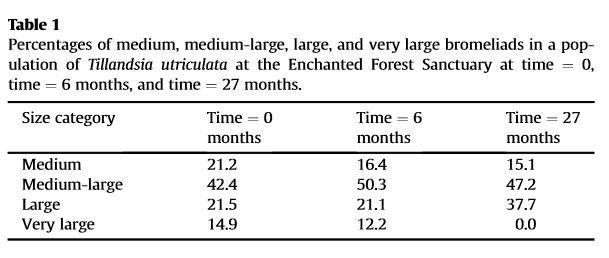 Table 1
Percentages of medium, medium-large, large, and very large bromeliads in a pop-
ulation of Tillandsia utriculata at the Enchanted Forest Sanctuary at time = 0,
time = 6 months, and time = 27 months.
Size category Time = 0 Time = 6 Time = 27
months months months
Medium 21.2 16.4 15.1
Medium-large 42.4 50.3 47.2
Large 21.5 21.1 37.7
Very large 14.9 12.2 0.0